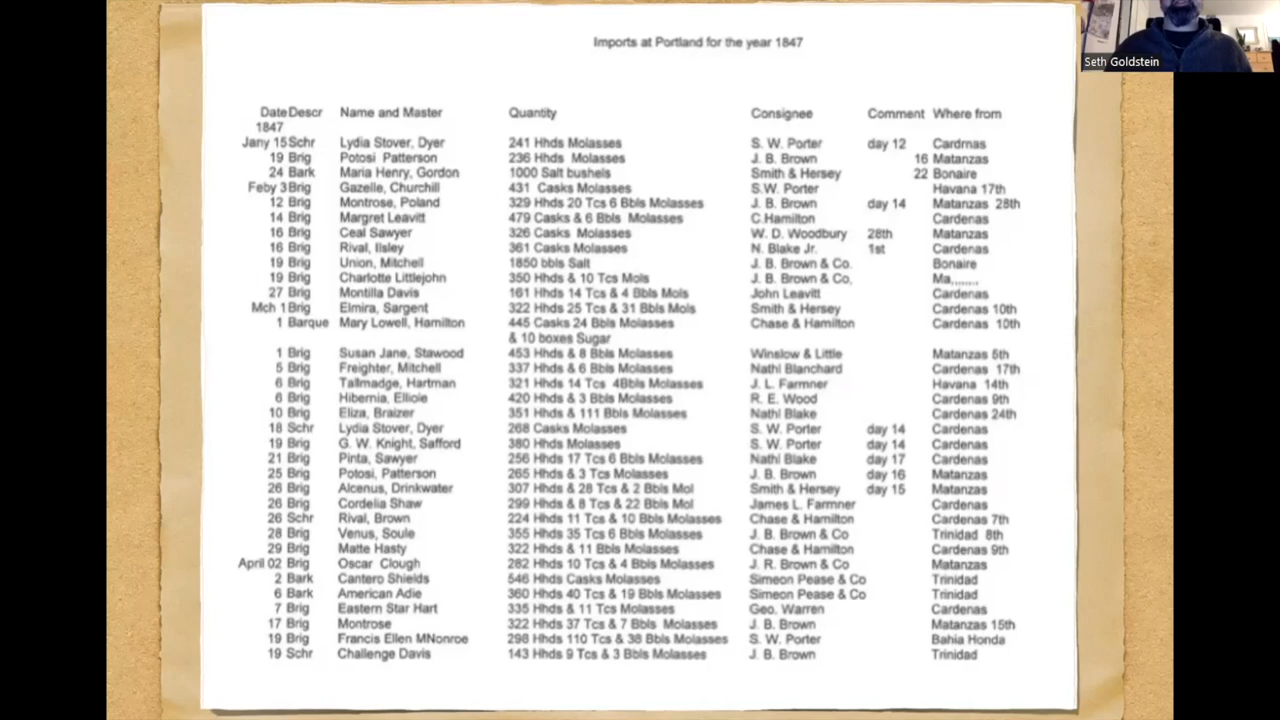 Seth Goldstein
Imports at Portland for the year 1847
Date Descr Name and Master Quantity Consignee Comment Where from
1847
Jany 15 Schr Lydia Stover, Dyer 241 Hhds Molasses S. W. Porter day 12 Cardrnas
19 Brig Potosi Patterson 236 Hhds Molasses J. B. Brown 16 Matanzas
24 Bark Maria Henry, Gordon 1000 Salt bushels Smith & Hersey 22 Bonaire
Feby 3 Brig Gazelle, Churchill 431 Casks Molasses S.W. Porter Havana 17th
12 Brig Montrose, Poland 329 Hhds 20 Tcs 6 Bbls Molasses J. B. Brown day 14 Matanzas 28th
14 Brig Margret Leavitt 479 Casks & 6 Bbls Molasses C.Hamilton Cardenas
16 Brig Ceal Sawyer 326 Casks Molasses W. D. Woodbury 28th Matanzas
16 Brig Rival, Ilsley 361 Casks Molasses N. Blake Jr. 1st Cardenas
19 Brig Union, Mitchell 1850 bbls Salt J. B. Brown & Co. Bonaire
19 Brig Charlotte Littlejohn 350 Hhds & 10 Tcs Mols J. B. Brown & Co, Ma........
27 Brig Montilla Davis 161 Hhds 14 Tcs & 4 Bbls Mols John Leavitt Cardenas
Mch 1 Brig Elmira, Sargent 322 Hhds 25 Tcs & 31 Bbls Mols Smith & Hersey Cardenas 10th
1 Barque Mary Lowell, Hamilton 445 Casks 24 Bbls Molasses Chase & Hamilton Cardenas 10th
& 10 boxes Sugar
1 Brig Susan Jane, Stawood 453 Hhds & 8 Bbls Molasses Winslow & Little Matanzas 5th
5 Brig Freighter, Mitchell 337 Hhds & 6 Bbls Molasses Nathl Blanchard Cardenas 17th
6 Brig Tallmadge, Hartman 321 Hhds 14 Tcs 4Bbls Molasses J. L. Farmner Havana 14th
6 Brig Hibernia, Elliole 420 Hhds & 3 Bbls Molasses R. E. Wood Cardenas 9th
10 Brig Eliza, Braizer 351 Hhds & 111 Bbls Molasses Nathl Blake Cardenas 24th
18 Schr Lydia Stover, Dyer 268 Casks Molasses S. W. Porter day 14 Cardenas
19 Brig G. W. Knight, Safford 380 Hhds Molasses S. W. Porter day 14 Cardenas
21 Brig Pinta, Sawyer 256 Hhds 17 Tcs 6 Bbls Molasses Nathl Blake day 17 Cardenas
25 Brig Potosi, Patterson 265 Hhds & 3 Tcs Molasses J. B. Brown day 16 Matanzas
26 Brig Alcenus, Drinkwater 307 Hhds & 28 Tcs & 2 Bbls Mol Smith & Hersey day 15 Matanzas
26 Brig Cordelia Shaw 299 Hhds & 8 Tcs & 22 Bbls Mol James L. Farmner Cardenas
26 Schr Rival, Brown 224 Hhds 11 Tcs & 10 Bbls Molasses Chase & Hamilton Cardenas 7th
28 Brig Venus, Soule 355 Hhds 35 Tcs 6 Bbls Molasses J. B. Brown & Co Trinidad 8th
29 Brig Matte Hasty 322 Hhds & 11 Bbls Molasses Chase & Hamilton Cardenas 9th
April 02 Brig Oscar Clough 282 Hhds 10 Tcs & 4 Bbls Molasses J. R. Brown & Co Matanzas
2 Bark Cantero Shields 546 Hhds Casks Molasses Simeon Pease & Co Trinidad
6 Bark American Adie 360 Hhds 40 Tcs & 19 Bbls Molasses Simeon Pease & Co Trinidad
7 Brig Eastern Star Hart 335 Hhds & 11 Tcs Molasses Geo. Warren Cardenas
17 Brig Montrose 322 Hhds 37 Tcs & 7 Bbls Molasses J. B. Brown Matanzas 15th
19 Brig Francis Ellen MNonroe 298 Hhds 110 Tcs & 38 Bbls Molasses S. W. Porter Bahia Honda
19 Schr Challenge Davis 143 Hhds 9 Tcs & 3 Bbls Molasses J. B. Brown Trinidad